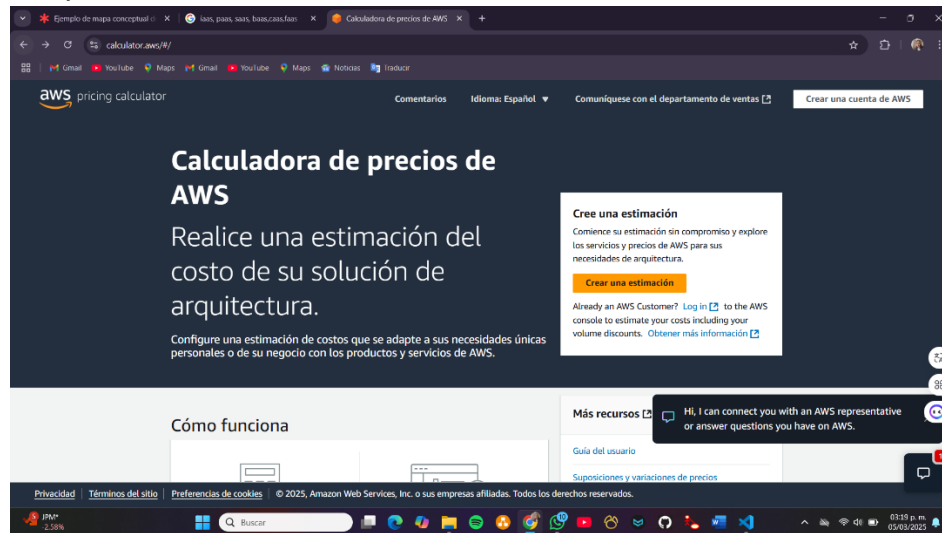 Ejemplo de mapa conceptual
iaas, paas, saas, baas,caas,faas
Calculadora de precios de AWS
calculator.aws/#/
Gmail YouTube Maps Gmail YouTube Maps Noticias Traducir
aws pricing calculator
Comentarios
Idioma: Español
Comuníquese con el departamento de ventas
Crear una cuenta de AWS
Calculadora de precios de
AWS
Realice una estimación del
costo de su solución de
arquitectura.
Configure una estimación de costos que se adapte a sus necesidades únicas
personales o de su negocio con los productos y servicios de AWS.
Cree una estimación
Comience su estimación sin compromiso y explore
los servicios y precios de AWS para sus
necesidades de arquitectura.
Crear una estimación
Already an AWS Customer? Log in to the AWS
console to estimate your costs including your
volume discounts. Obtener más información
Cómo funciona
Más recursos
Guía del usuario
Suposiciones y variaciones de precios
Hi, I can connect you with an AWS representative
or answer questions you have on AWS.
Privacidad Términos del sitio Preferencias de cookies © 2025, Amazon Web Services, Inc. o sus empresas afiliadas. Todos los derechos reservados.
JPM*
-2.58%
Buscar
10
03:19 p. m.
05/03/2025